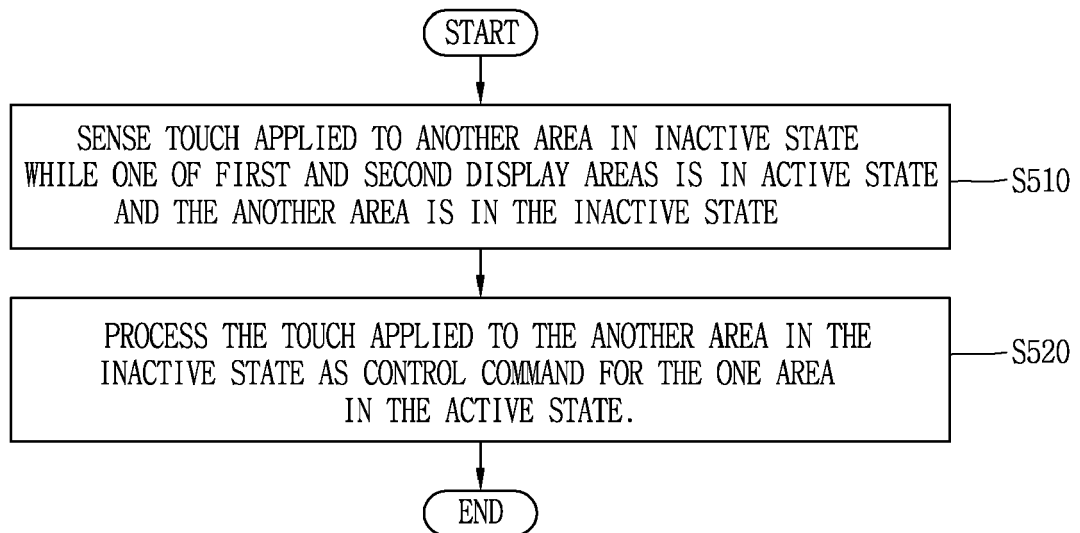 START
SENSE TOUCH APPLIED TO ANOTHER AREA IN INACTIVE STATE
WHILE ONE OF FIRST AND SECOND DISPLAY AREAS IS IN ACTIVE STATE
AND THE ANOTHER AREA IS IN THE INACTIVE STATE
S510
PROCESS THE TOUCH APPLIED TO THE ANOTHER AREA IN THE
INACTIVE STATE AS CONTROL COMMAND FOR THE ONE AREA
IN THE ACTIVE STATE.
S520
END